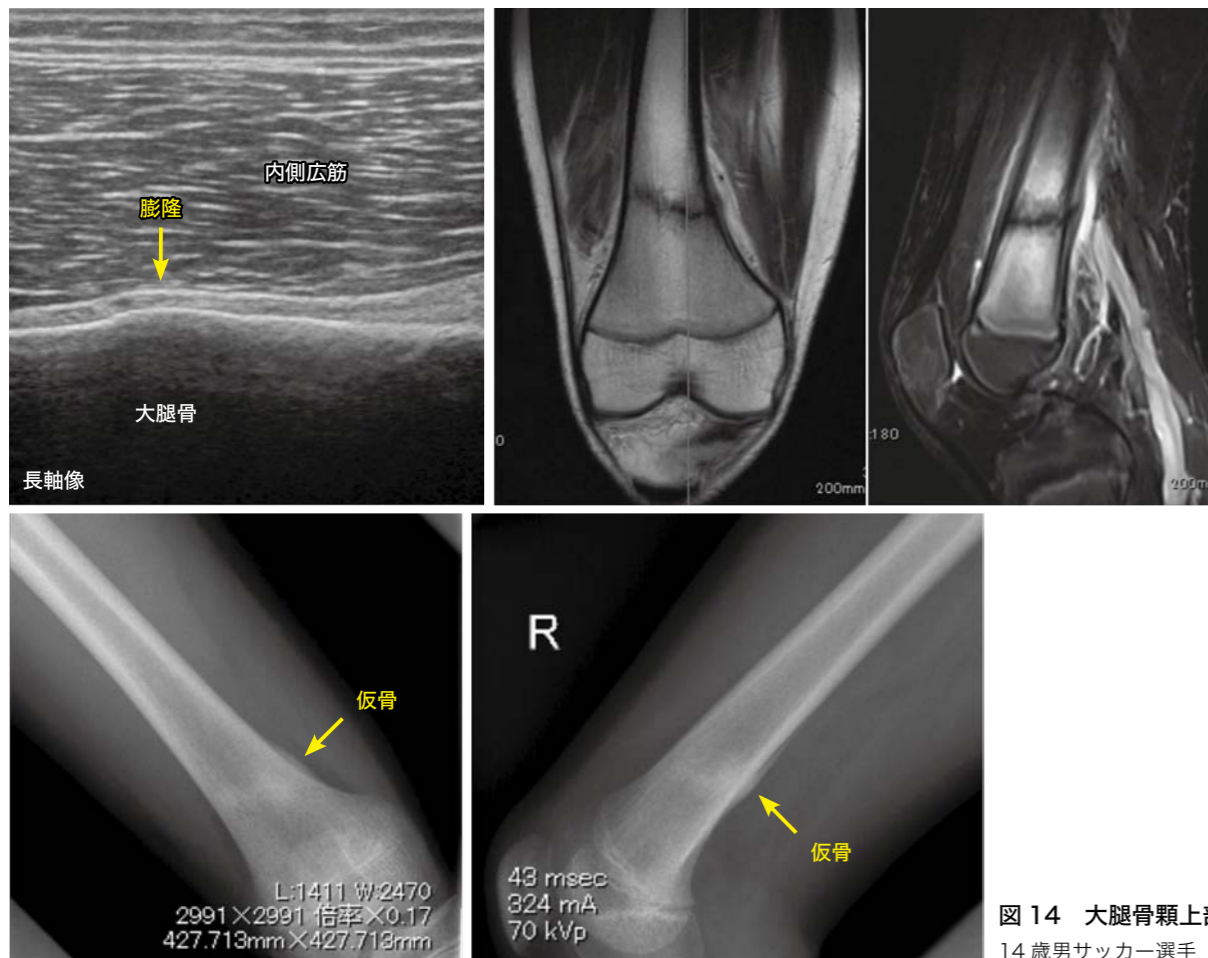 内側広筋
膨隆
大腿骨
長軸像
0
200mm
:180
200m
仮骨
L:1411 W:2470
2991×2991 倍率×0.17
427.713mm×427.713mm
R
仮骨
43 msec
324 mA
70 kVp
図 14 大腿骨顆上部
14 歳男サッカー選手